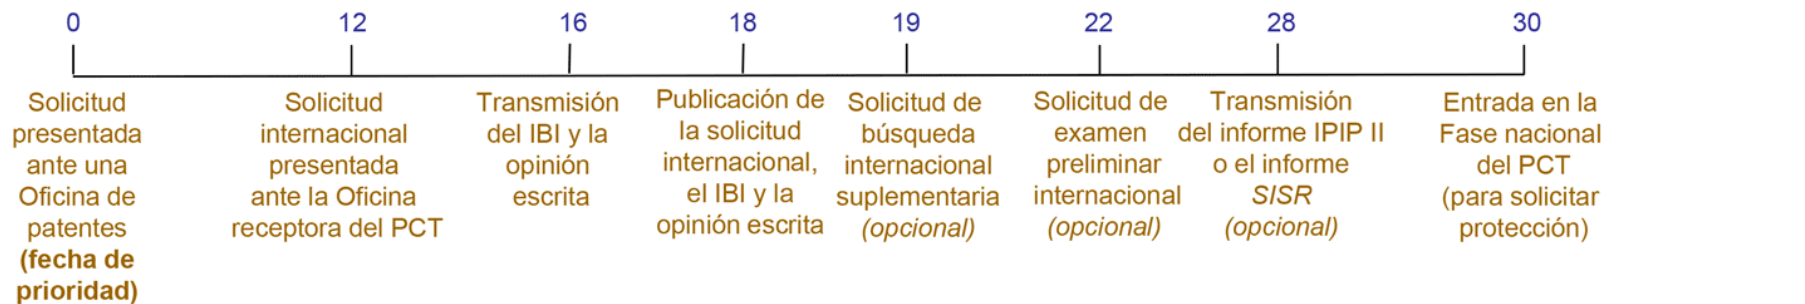 0
12
16
18
19
22
28
30
Solicitud
presentada
ante una
Oficina de
patentes
(fecha de
prioridad)
Solicitud
internacional
presentada
ante la Oficina
receptora del PCT
Transmisión
del IBI y la
opinión
escrita
Publicación de
la solicitud
internacional,
el IBI y la
opinión escrita
Solicitud de
búsqueda
internacional
suplementaria
(opcional)
Solicitud de
examen
preliminar
internacional
(opcional)
Transmisión
del informe IPIP II
o el informe
SISR
(opcional)
Entrada en la
Fase nacional
del PCT
(para solicitar
protección)